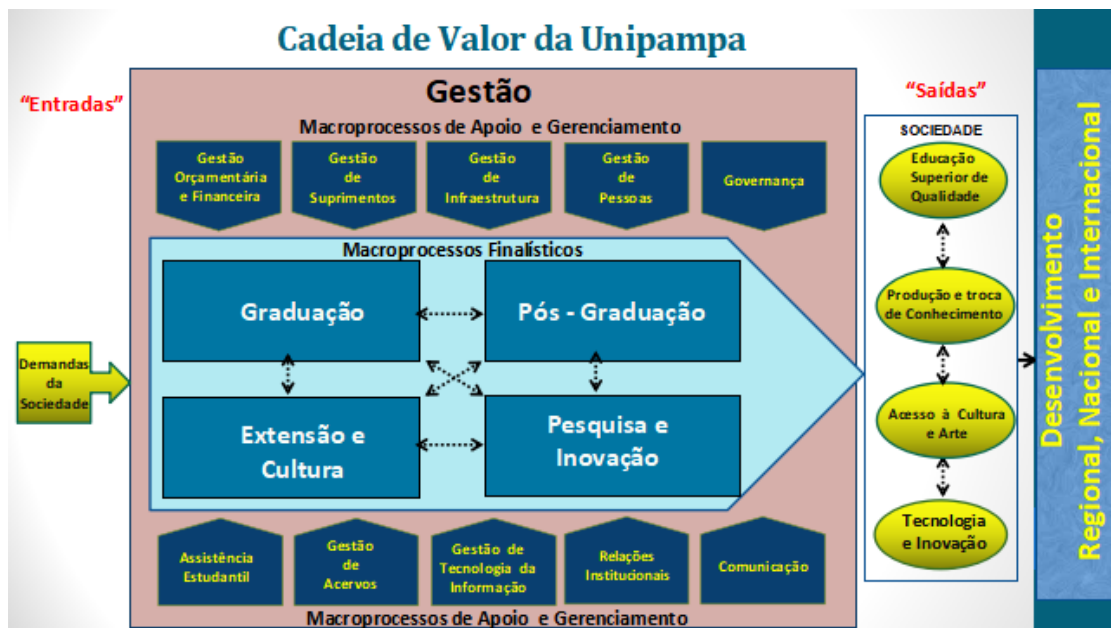 Cadeia de Valor da Unipampa
“Entradas”
Gestão
“Saídas”
Macroprocessos de Apoio e Gerenciamento
Gestão
Orçamentária
e Financeira
Gestão
de
Suprimentos
Gestão
de
Infraestrutura
Gestão
de
Pessoas
Governança
Macroprocessos Finalísticos
Graduação
Pós - Graduação
Extensão e
Cultura
Pesquisa e
Inovação
Demandas
da
Sociedade
Assistência
Estudantil
Gestão
de
Acervos
Gestão de
Tecnologia da
Informação
Relações
Institucionais
Comunicação
Macroprocessos de Apoio e Gerenciamento
SOCIEDADE
Educação
Superior de
Qualidade
Produção e troca
de Conhecimento
Acesso à Cultura
e Arte
Tecnologia
e Inovação
Desenvolvimento
Regional, Nacional e Internacional